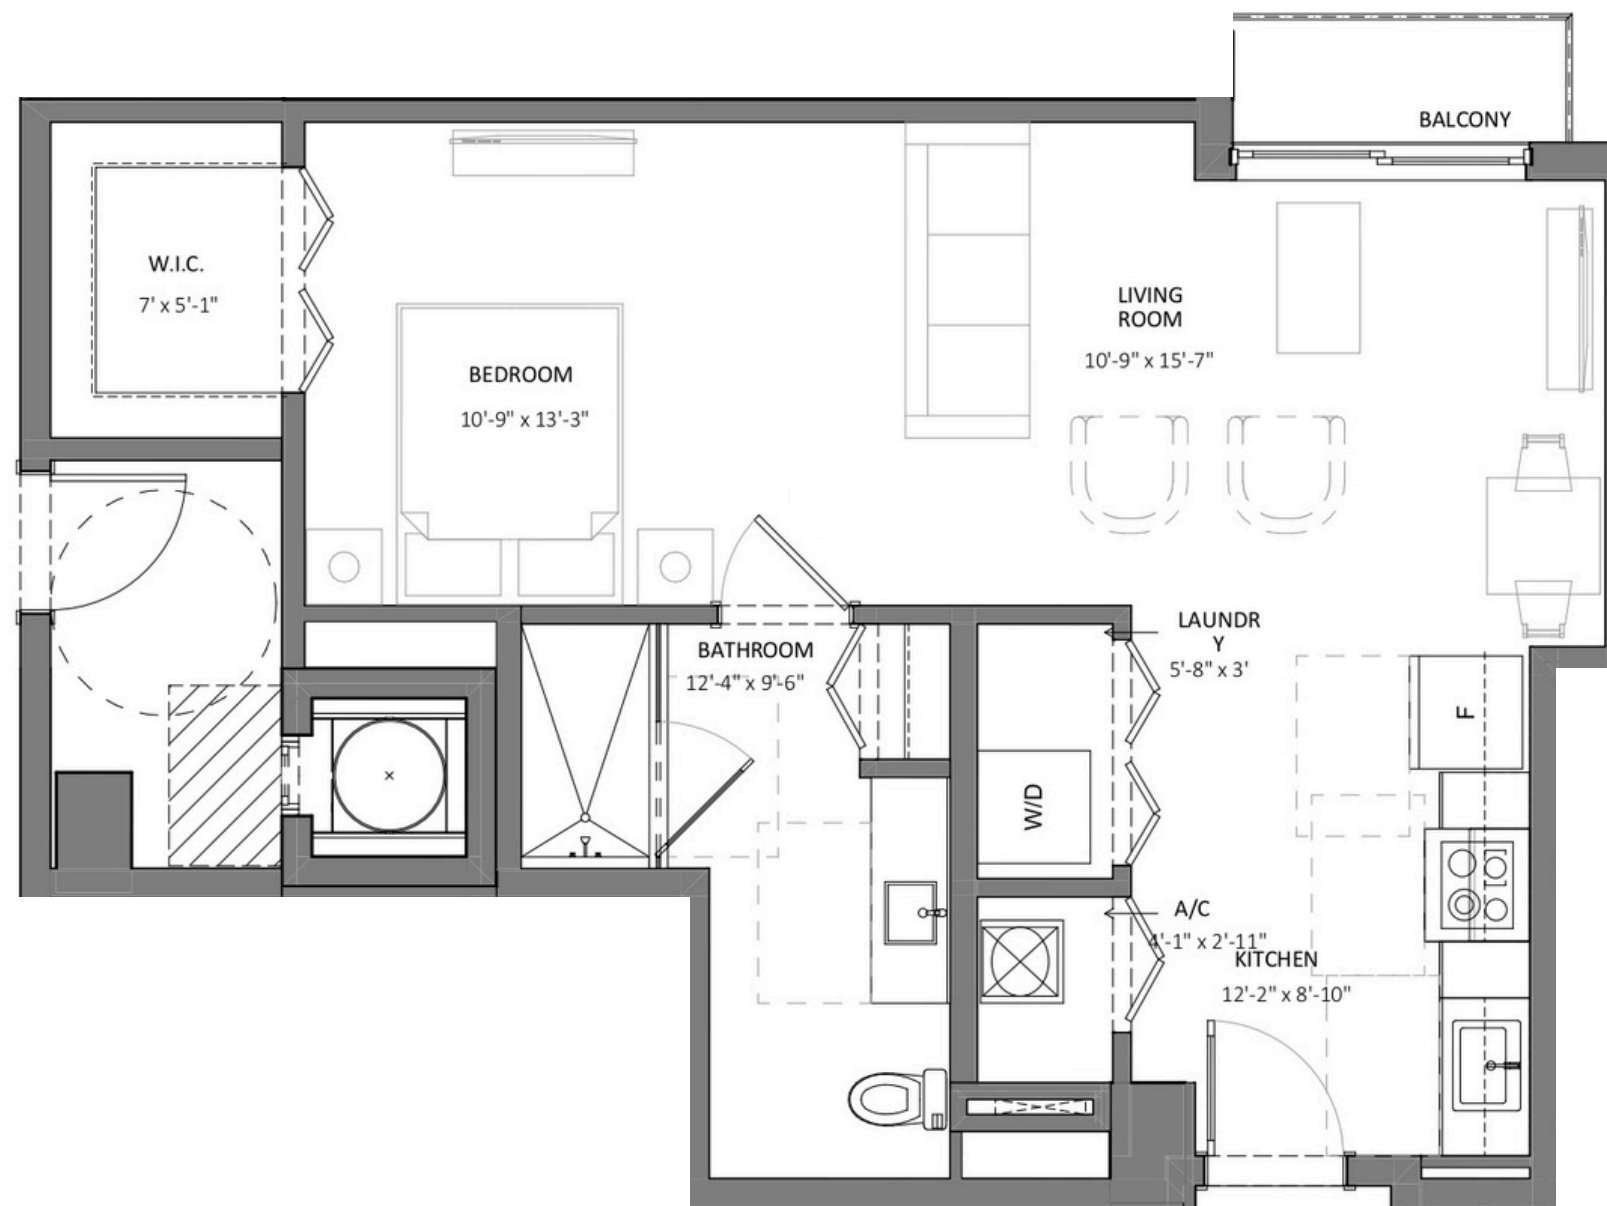 BALCONY
W.I.C.
7' x 5'-1"
LIVING
ROOM
10'-9" x 15'-7"
BEDROOM
10'-9" x 13'-3"
BATHROOM
12'-4" x 9'-6"
LAUNDR
Y
5'-8" x 3'
F
W/D
A/C
4'-1" x 2'-11"
KITCHEN
12'-2" x 8'-10"